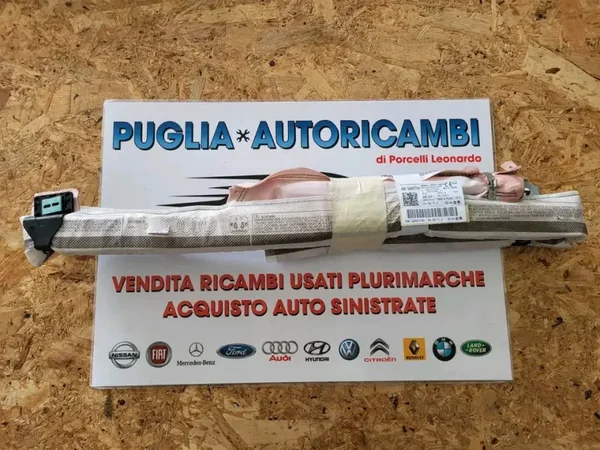 PUGLIA AUTORICAMBI
di Porcelli Leonardo
VENDITA RICAMBI USATI PLURIMARCHE
ACQUISTO AUTO SINISTRATE
NISSAN
FIAT
Mercedes-Benz
Ford
Audi
HYUNDAI
CITROËN
RENAULT
BMW
LAND ROVER